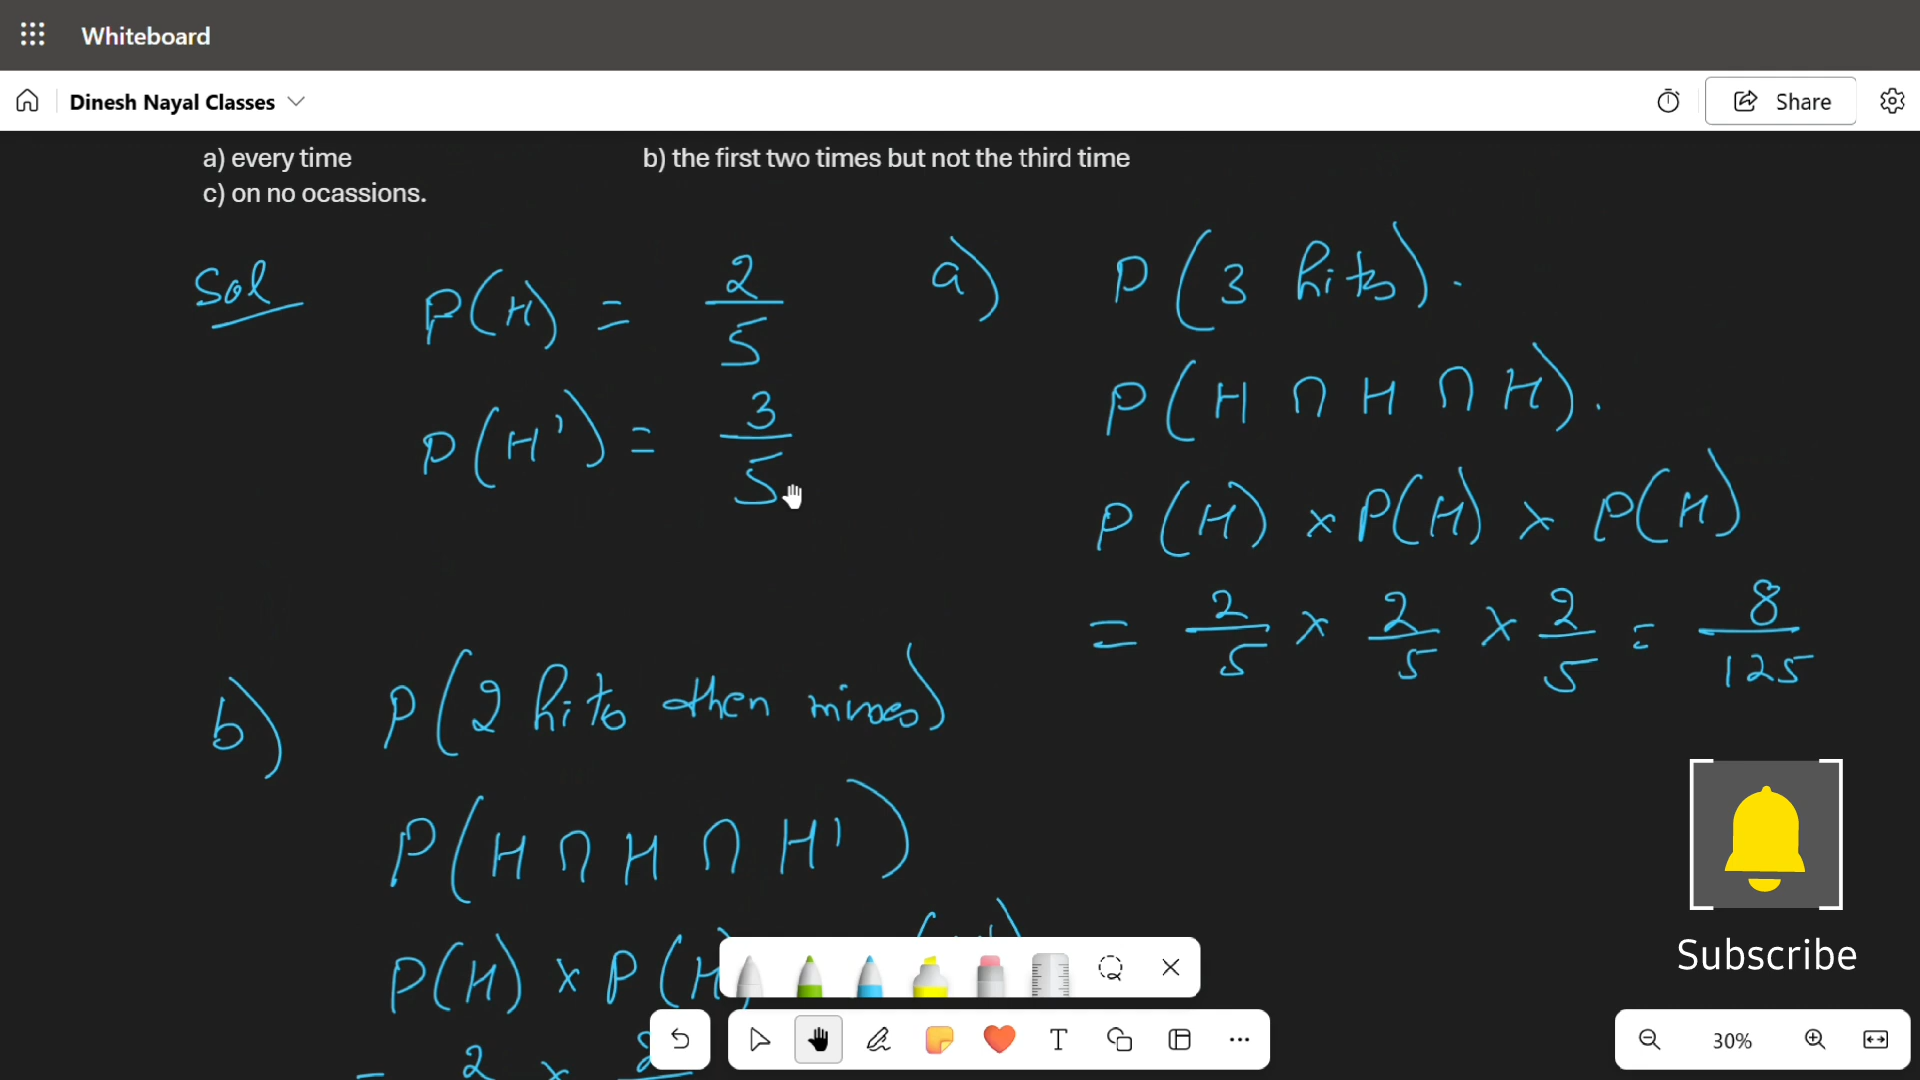 Whiteboard
Dinesh Nayal Classes
Share
a) every time b) the first two times but not the third time
c) on no ocassions.
Sol P(H) = 2/5
P(H') = 3/5
a) P(3 hits).
P(H ∩ H ∩ H).
P(H) × P(H) × P(H)
= 2/5 × 2/5 × 2/5 = 8/125
b) P(2 hits then misses)
P(H ∩ H ∩ H')
P(H) × P(H
= 2 × 2
Subscribe
30%